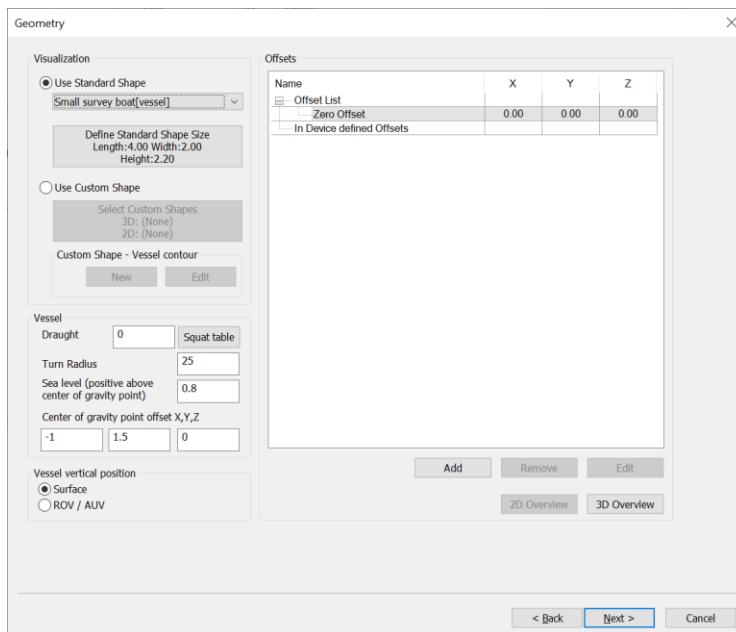 Geometry
Visualization
Use Standard Shape
Small survey boat[vessel]
Define Standard Shape Size
Length:4.00 Width:2.00
Height:2.20
Use Custom Shape
Select Custom Shapes
3D: (None)
2D: (None)
Custom Shape - Vessel contour
New Edit
Vessel
Draught 0 Squat table
Turn Radius 25
Sea level (positive above
center of gravity point) 0.8
Center of gravity point offset X,Y,Z
-1 1.5 0
Vessel vertical position
Surface
ROV / AUV
Offsets
Name X Y Z
Offset List
Zero Offset 0.00 0.00 0.00
In Device defined Offsets
Add Remove Edit
2D Overview 3D Overview
< Back Next > Cancel